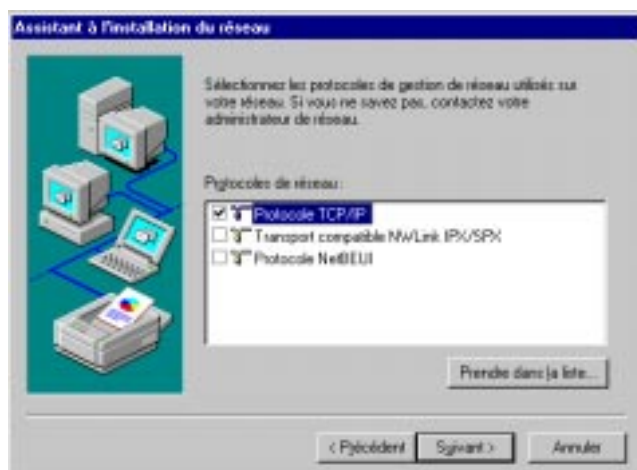 Assistant à l'installation du réseau
Sélectionnez les protocoles de gestion de réseau utilisés sur
votre réseau. Si vous ne savez pas, contactez votre
administrateur de réseau.
Protocoles de réseau :
Protocole TCP/IP
Transport compatible NWLink IPX/SPX
Protocole NetBEUI
Prendre dans la liste...
< Précédent
Suivant >
Annuler